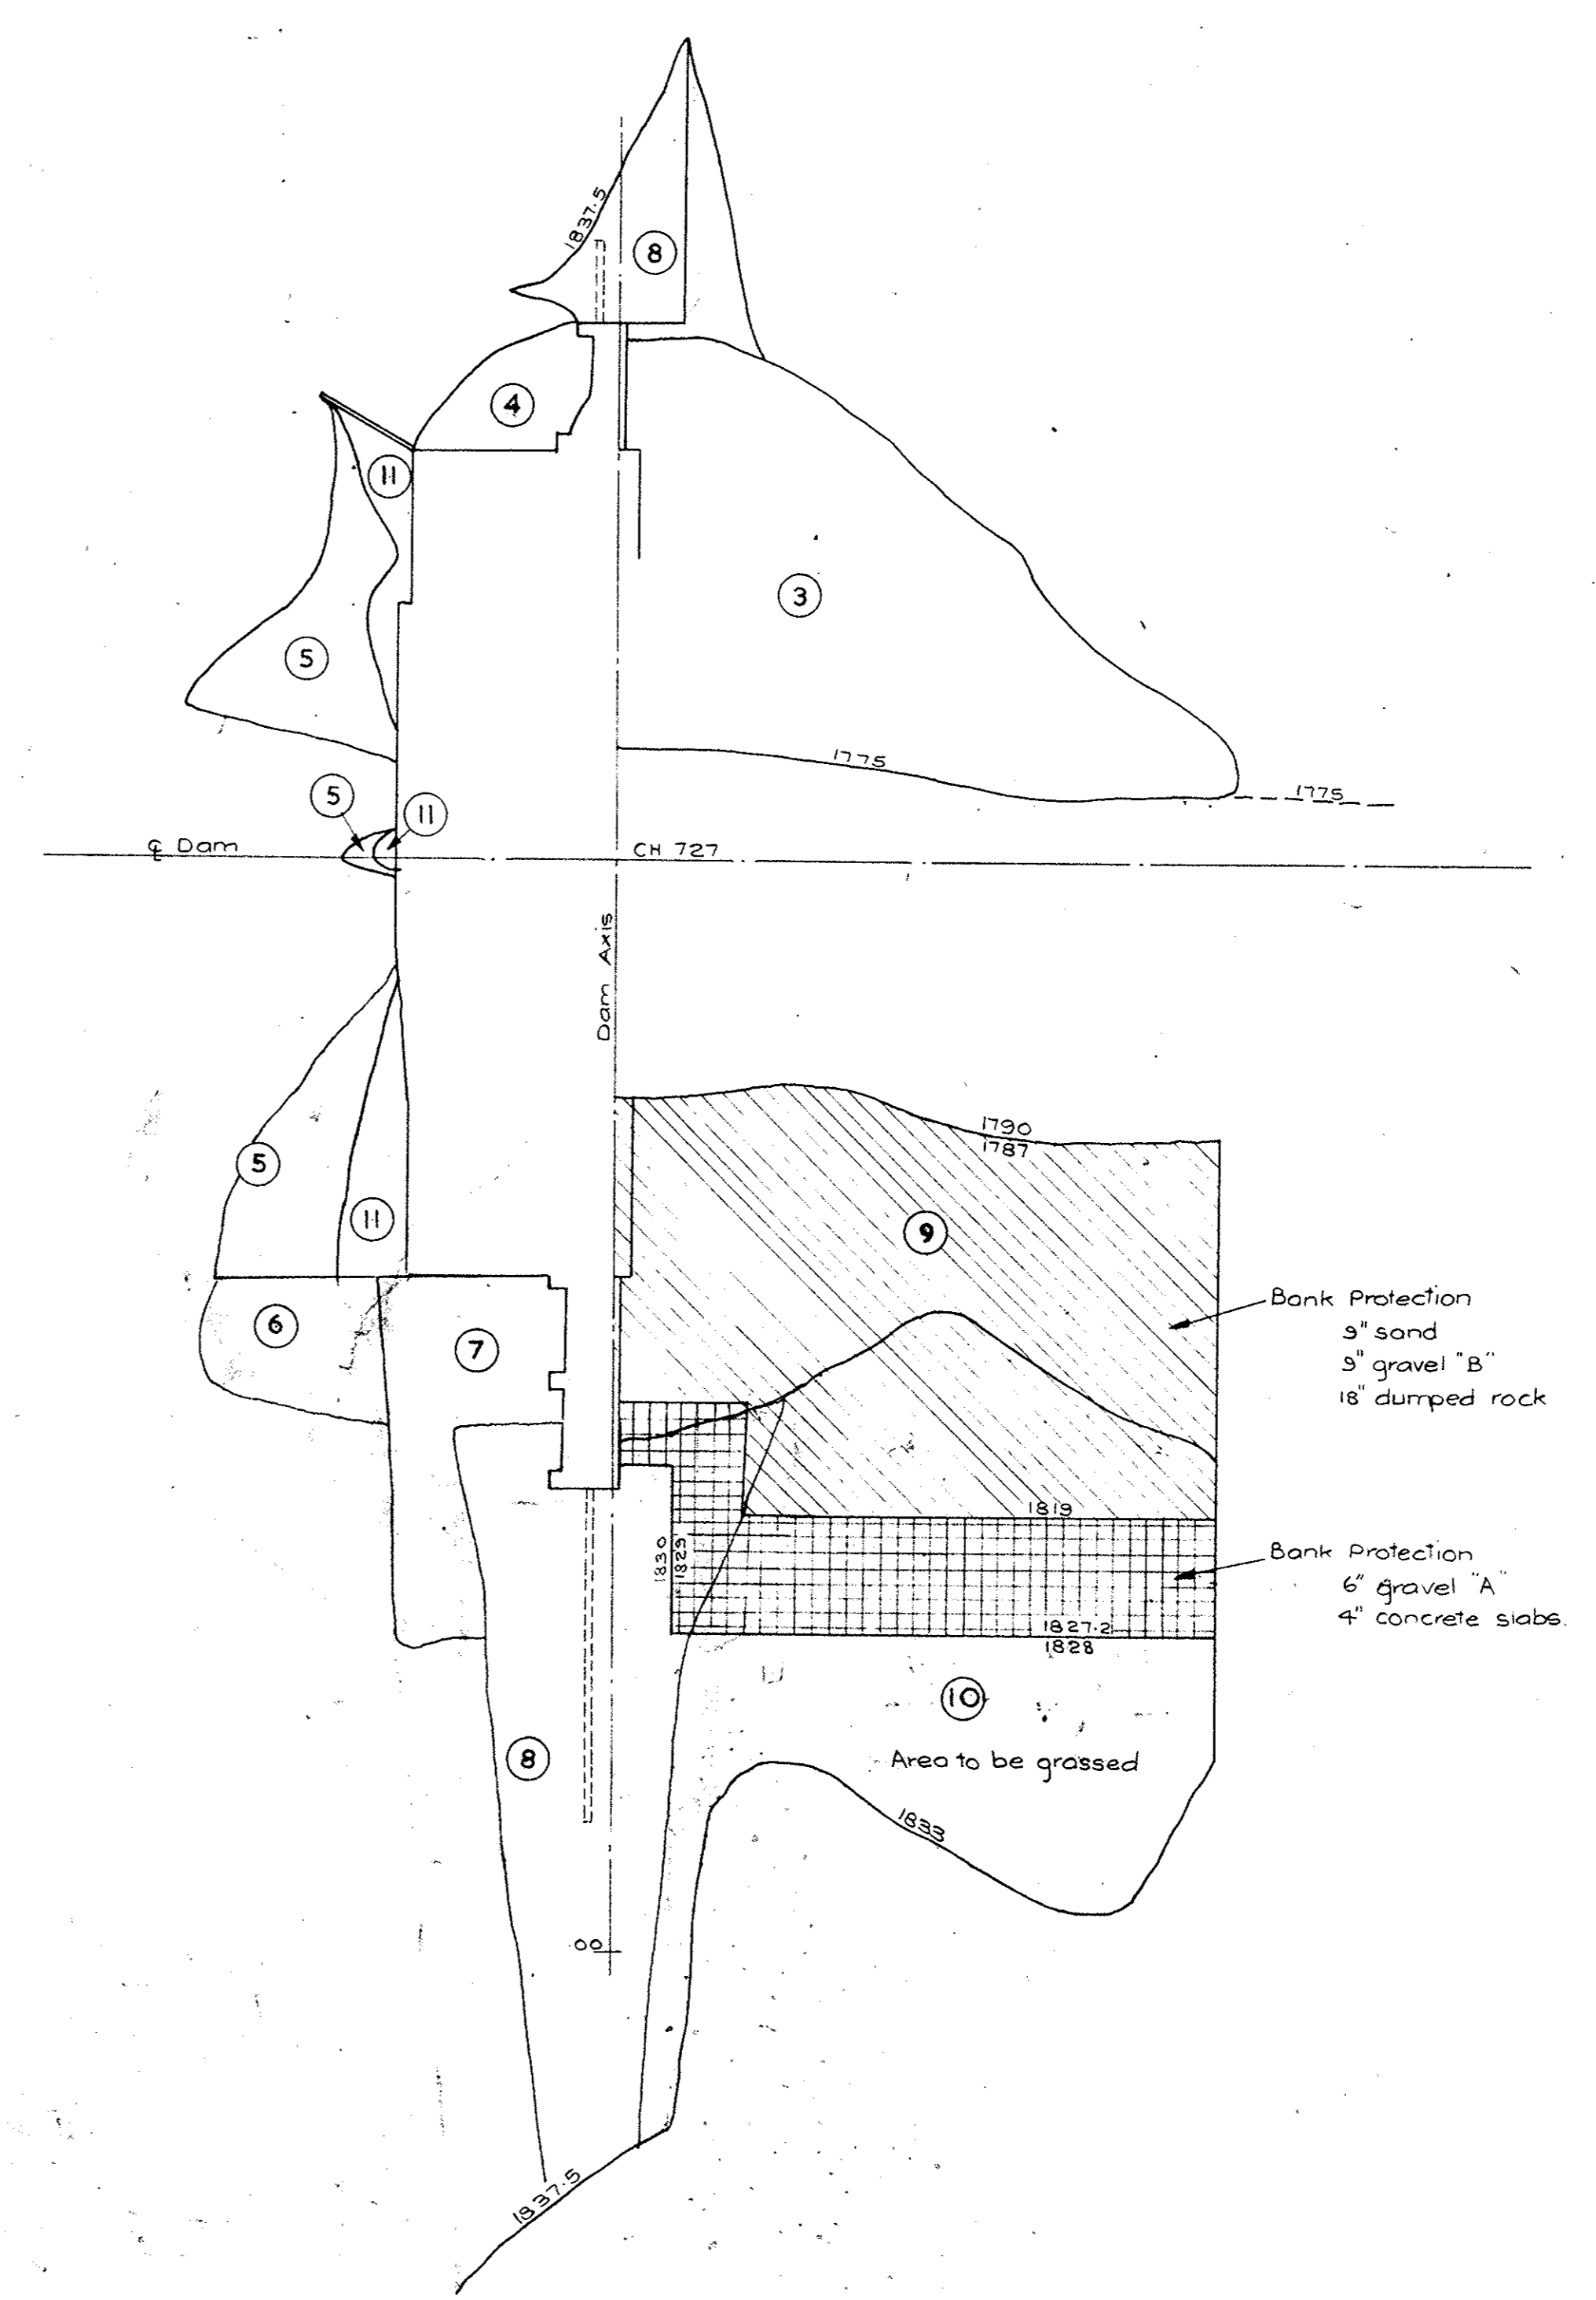 1837.5
8
4
11
3
5
1775
1775
5
11
℄ Dam
CH 727
Dam Axis
1790
1787
5
11
9
Bank Protection
9" sand
9" gravel "B"
18" dumped rock
6
7
1819
1830
1829
Bank Protection
6" gravel "A"
4" concrete slabs.
1827.2
1828
10
Area to be grassed
8
1833
00
1837.5